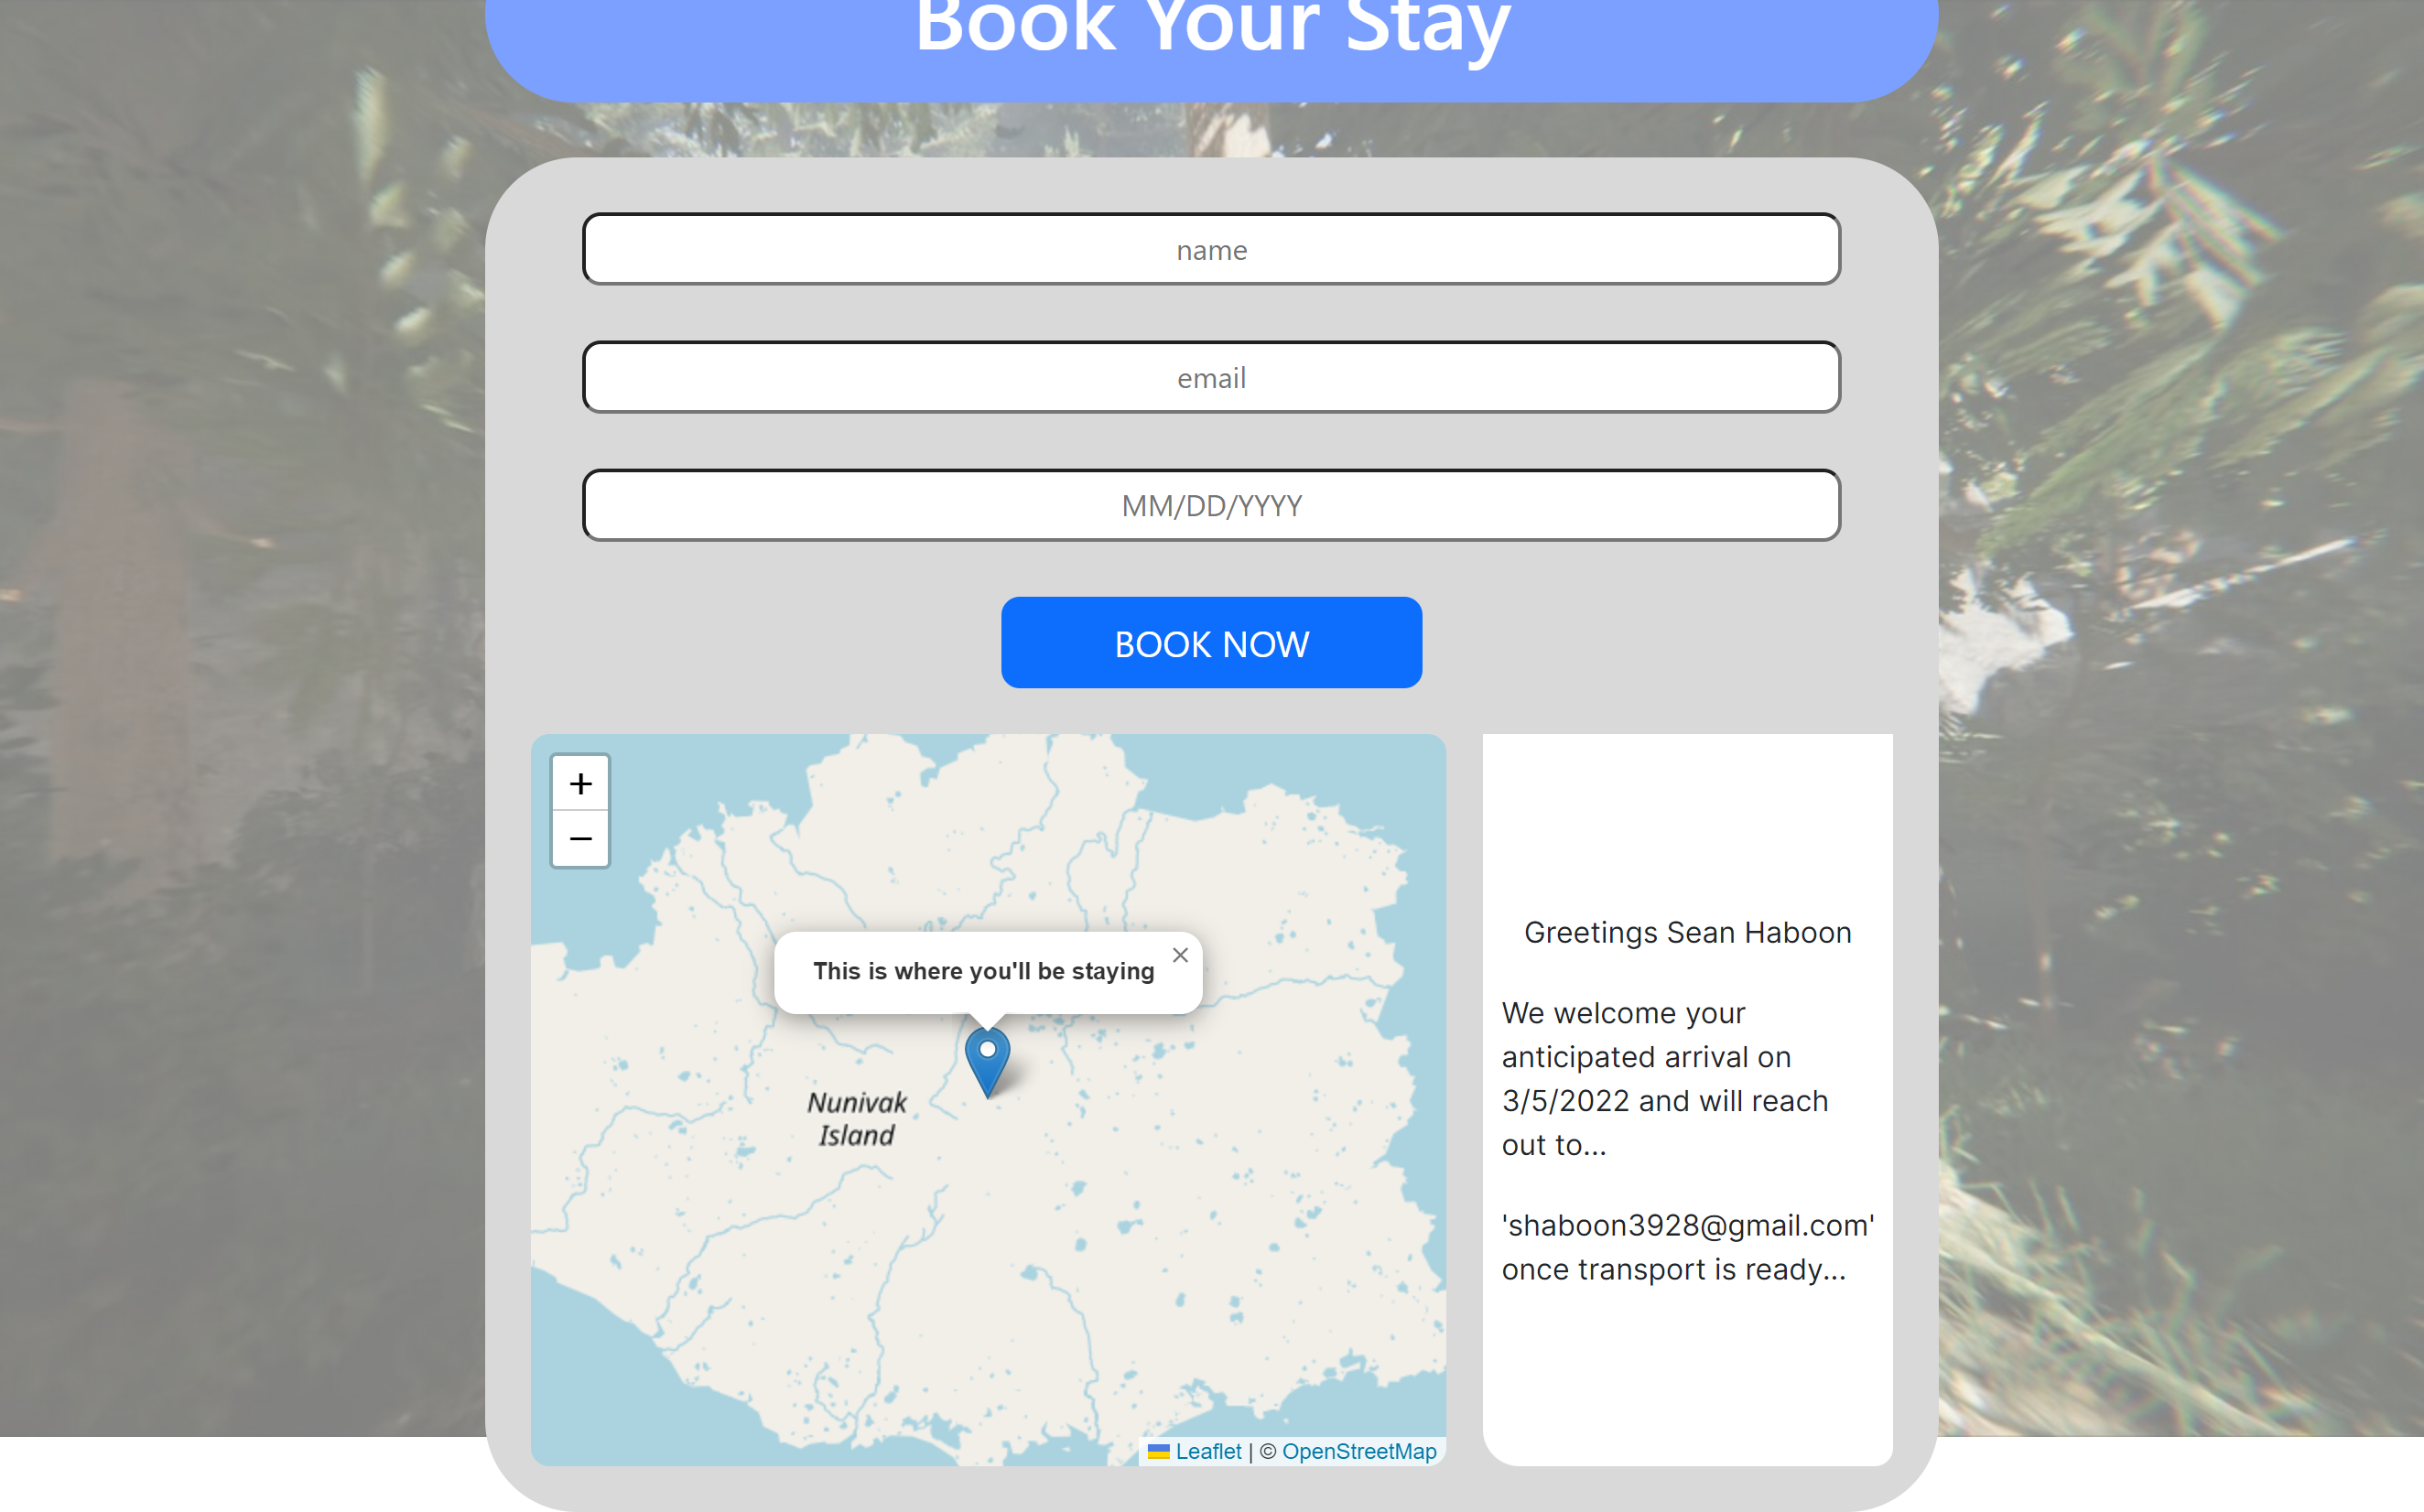 Book Your Stay
name
email
MM/DD/YYYY
BOOK NOW
+
−
This is where you'll be staying
×
Nunivak
Island
Leaflet | © OpenStreetMap
Greetings Sean Haboon
We welcome your
anticipated arrival on
3/5/2022 and will reach
out to...
'shaboon3928@gmail.com'
once transport is ready...